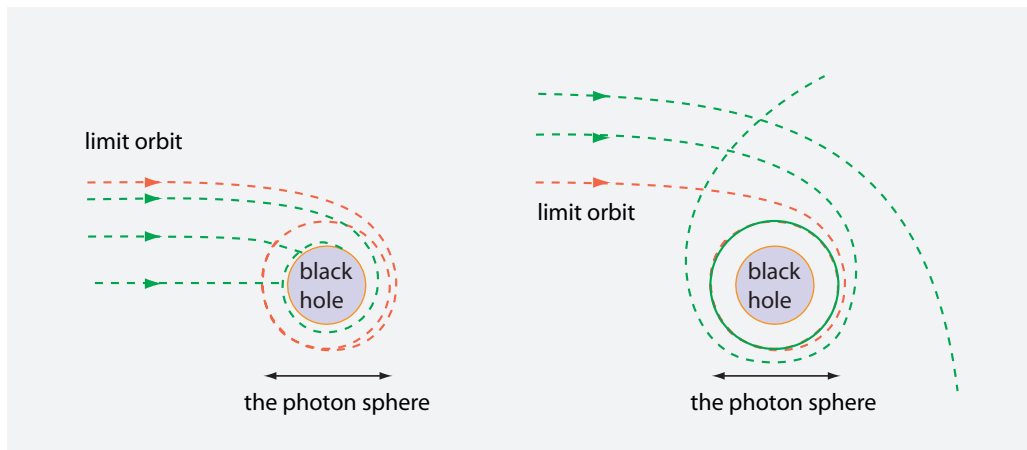 limit orbit
black
hole
the photon sphere
limit orbit
black
hole
the photon sphere